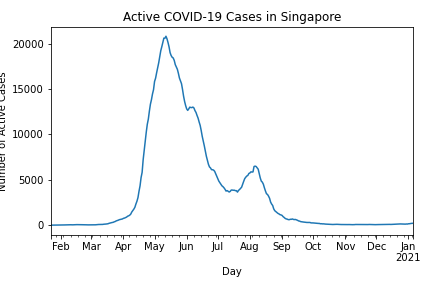 Active COVID-19 Cases in Singapore
20000
15000
10000
5000
0
Number of Active Cases
Feb Mar Apr May Jun Jul Aug Sep Oct Nov Dec Jan
2021
Day